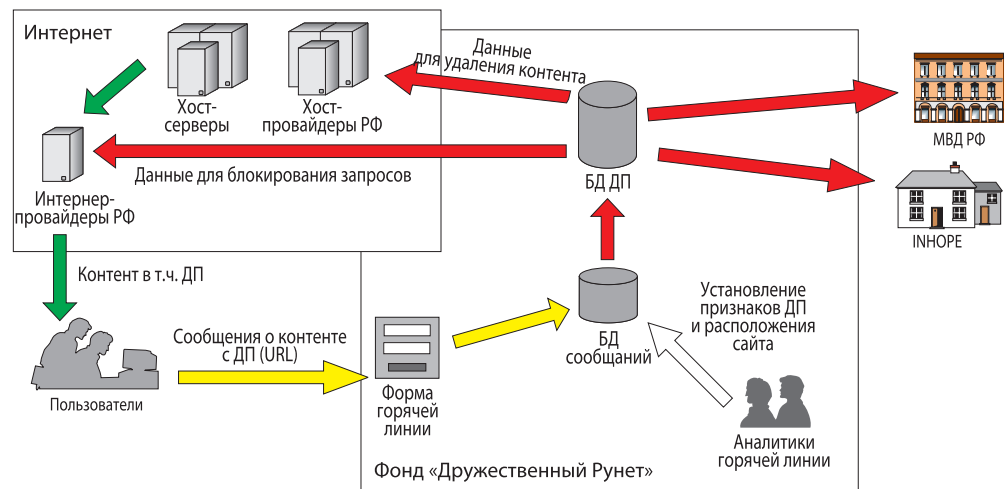 Интернет
Хост-
серверы
Хост-
провайдеры РФ
Данные
для удаления контента
МВД РФ
Данные для блокирования запросов
БД ДП
Интернер-
провайдеры РФ
INHOPE
Контент в т.ч. ДП
Сообщения о контенте
с ДП (URL)
Пользователи
Форма
горячей
линии
БД
сообщаний
Установление
признаков ДП
и расположения
сайта
Аналитики
горячей линии
Фонд «Дружественный Рунет»